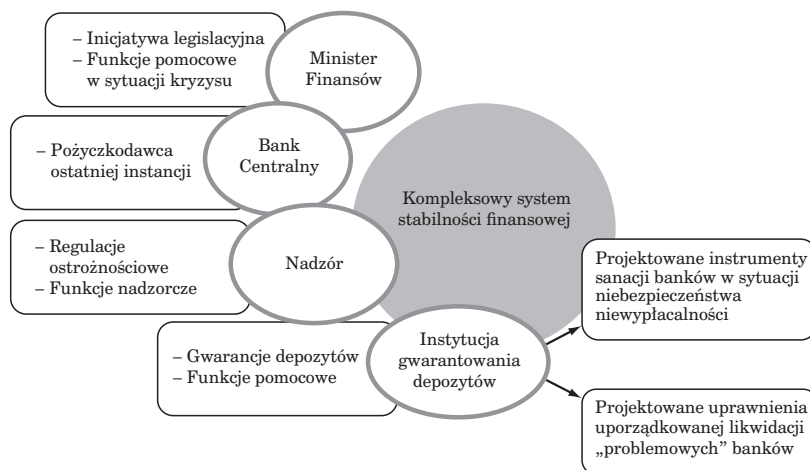 – Inicjatywa legislacyjna
– Funkcje pomocowe
w sytuacji kryzysu
Minister
Finansów
– Pożyczkodawca
ostatniej instancji
Bank
Centralny
Kompleksowy system
stabilności finansowej
– Regulacje
ostrożnościowe
– Funkcje nadzorcze
Nadzór
Projektowane instrumenty
sanacji banków w sytuacji
niebezpieczeństwa
niewypłacalności
– Gwarancje depozytów
– Funkcje pomocowe
Instytucja
gwarantowania
depozytów
Projektowane uprawnienia
uporządkowanej likwidacji
„problemowych” banków